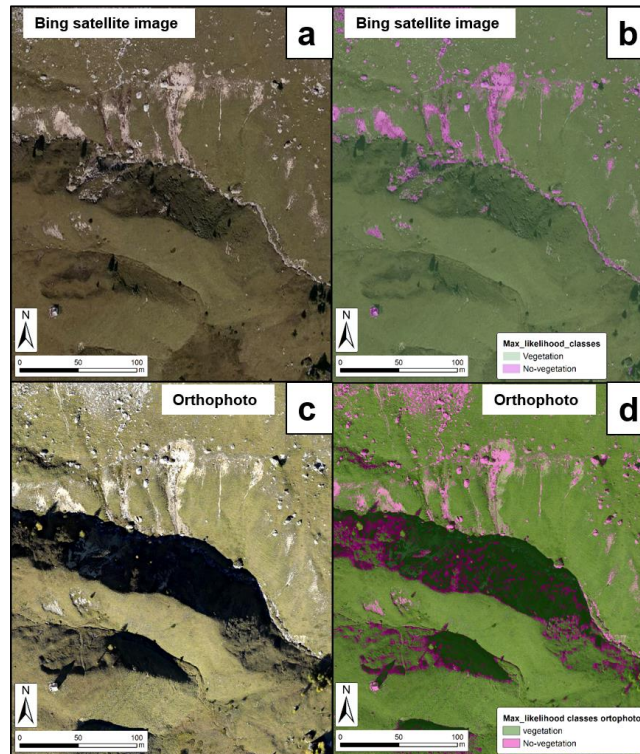 Bing satellite image
a
N
0 50 100
m
Bing satellite image
b
N
0 50 100
m
Max_likelihood_classes
Vegetation
No-vegetation
Orthophoto
c
N
0 50 100
m
Orthophoto
d
N
0 50 100
m
Max_likelihood classes ortophoto
vegetation
No-vegetation